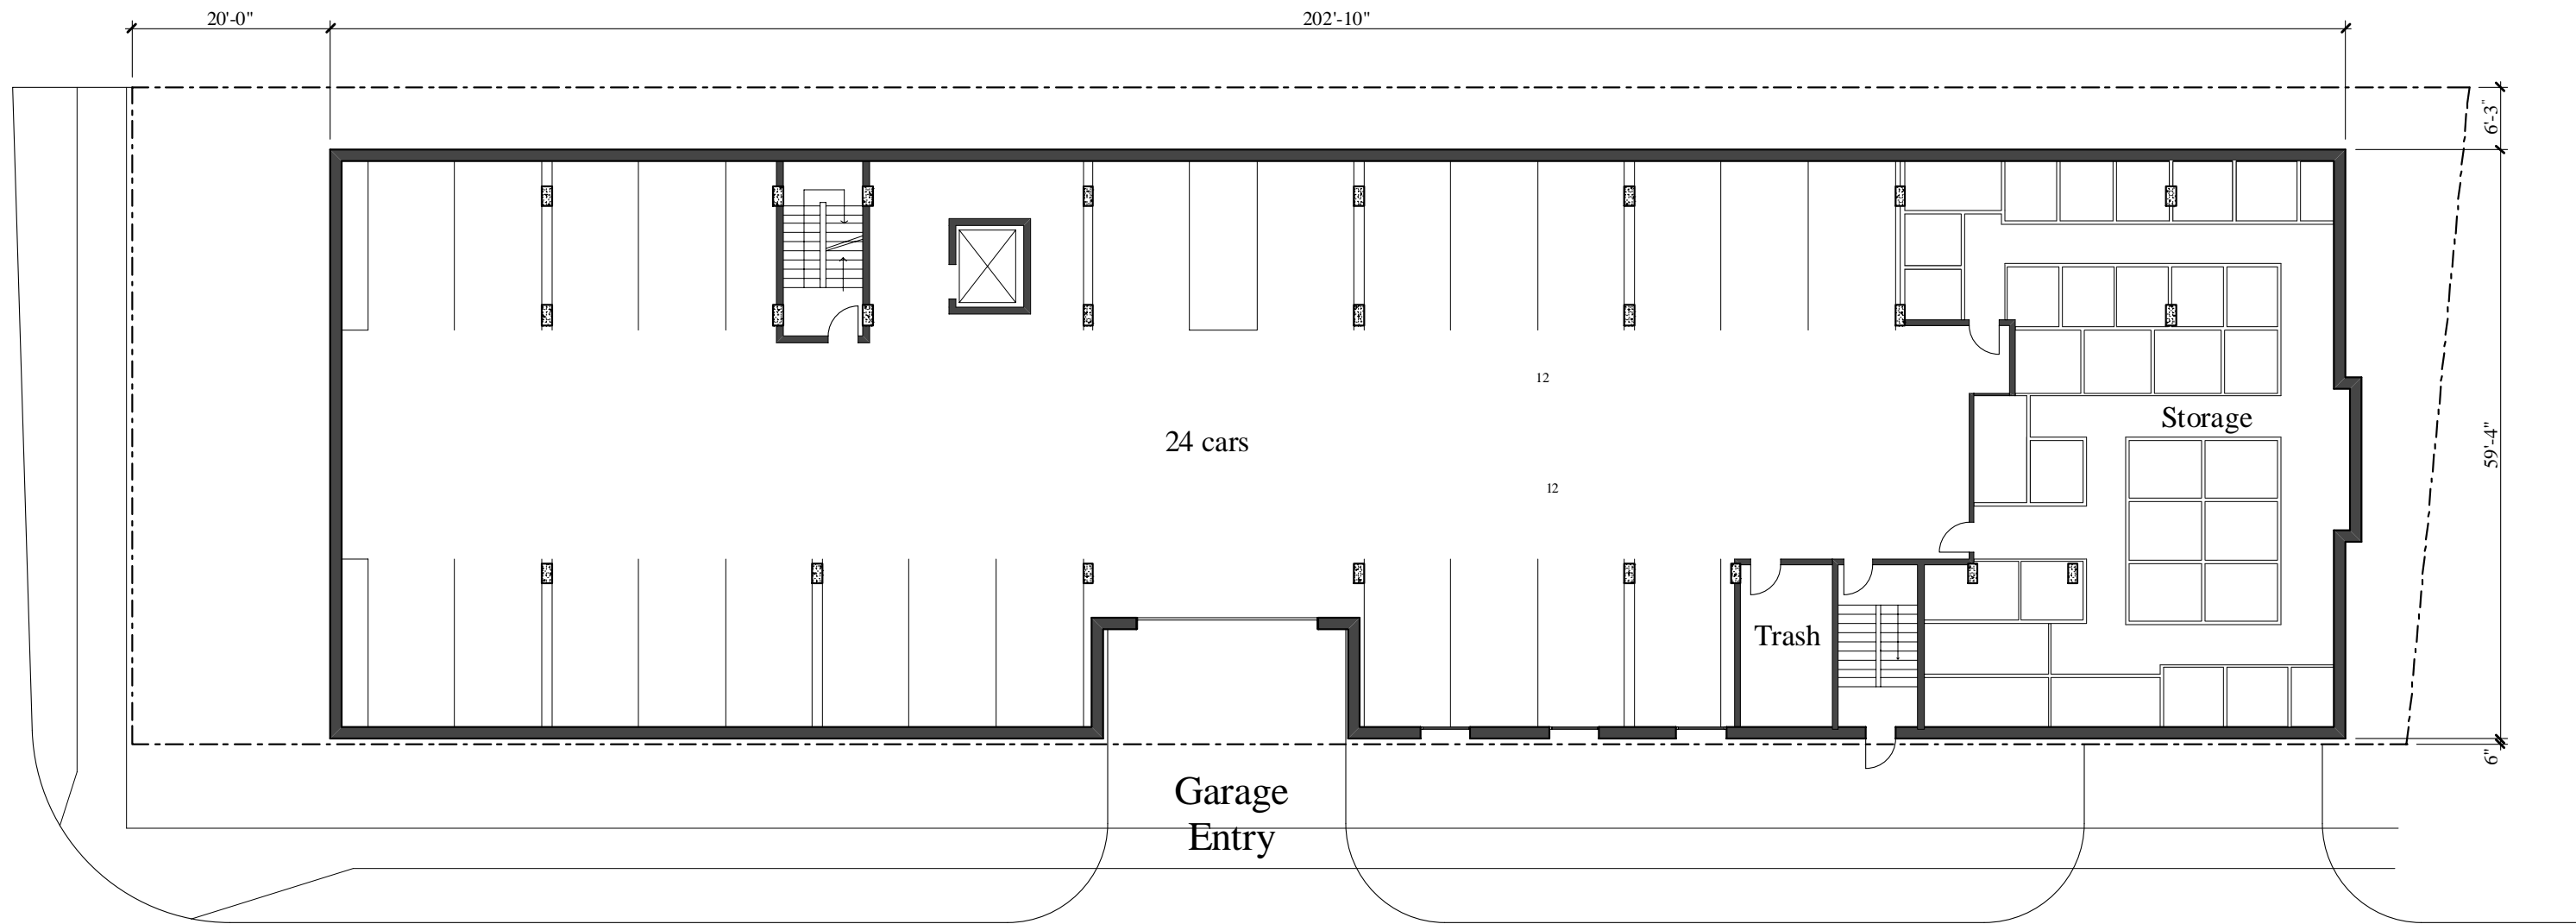 20'-0"
202'-10"
6'-3"
12
Storage
24 cars
59'-4"
12
Trash
6"
Garage
Entry